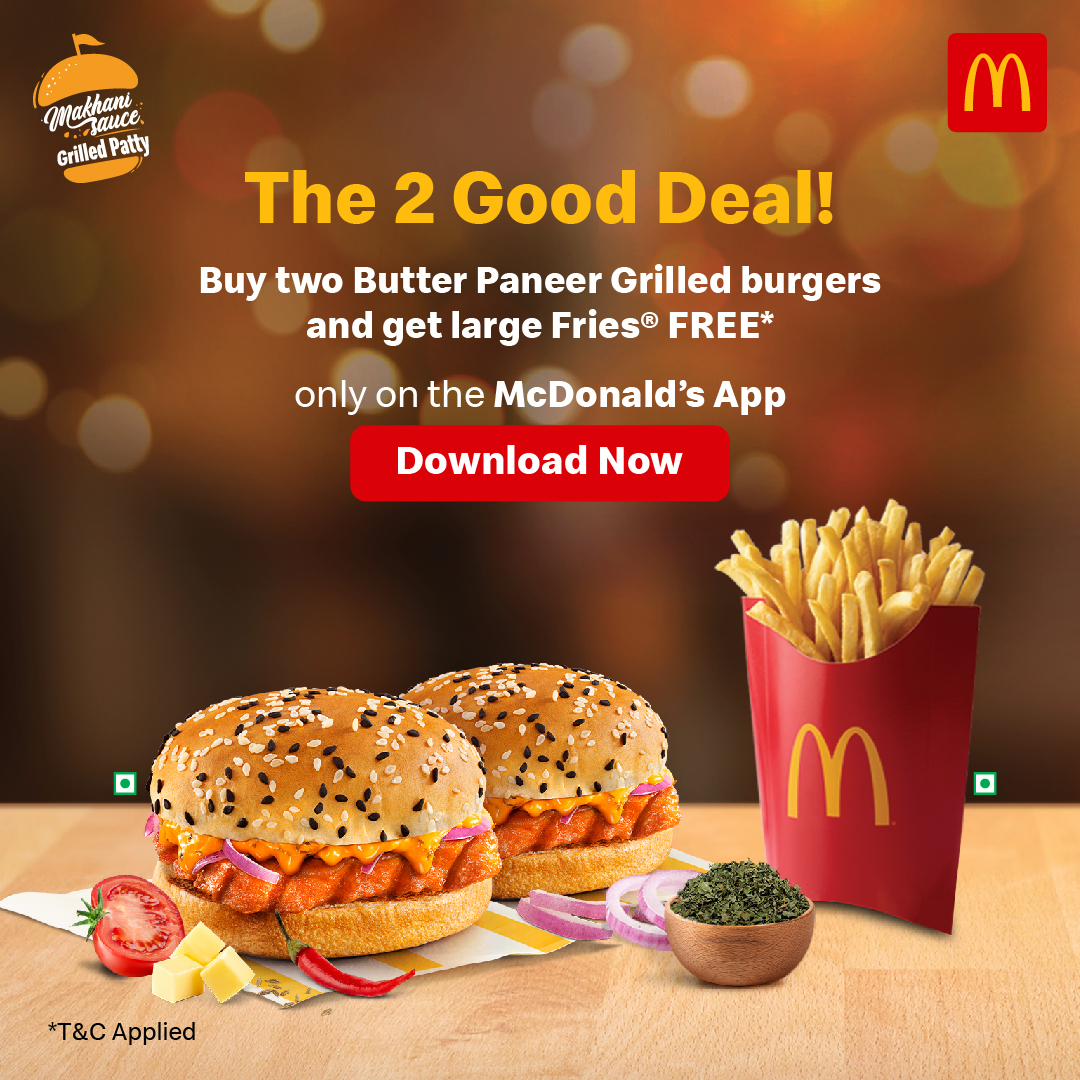 Makhani
Sauce
Grilled Patty
The 2 Good Deal!
Buy two Butter Paneer Grilled burgers
and get large Fries® FREE*
only on the McDonald's App
Download Now
*T&C Applied